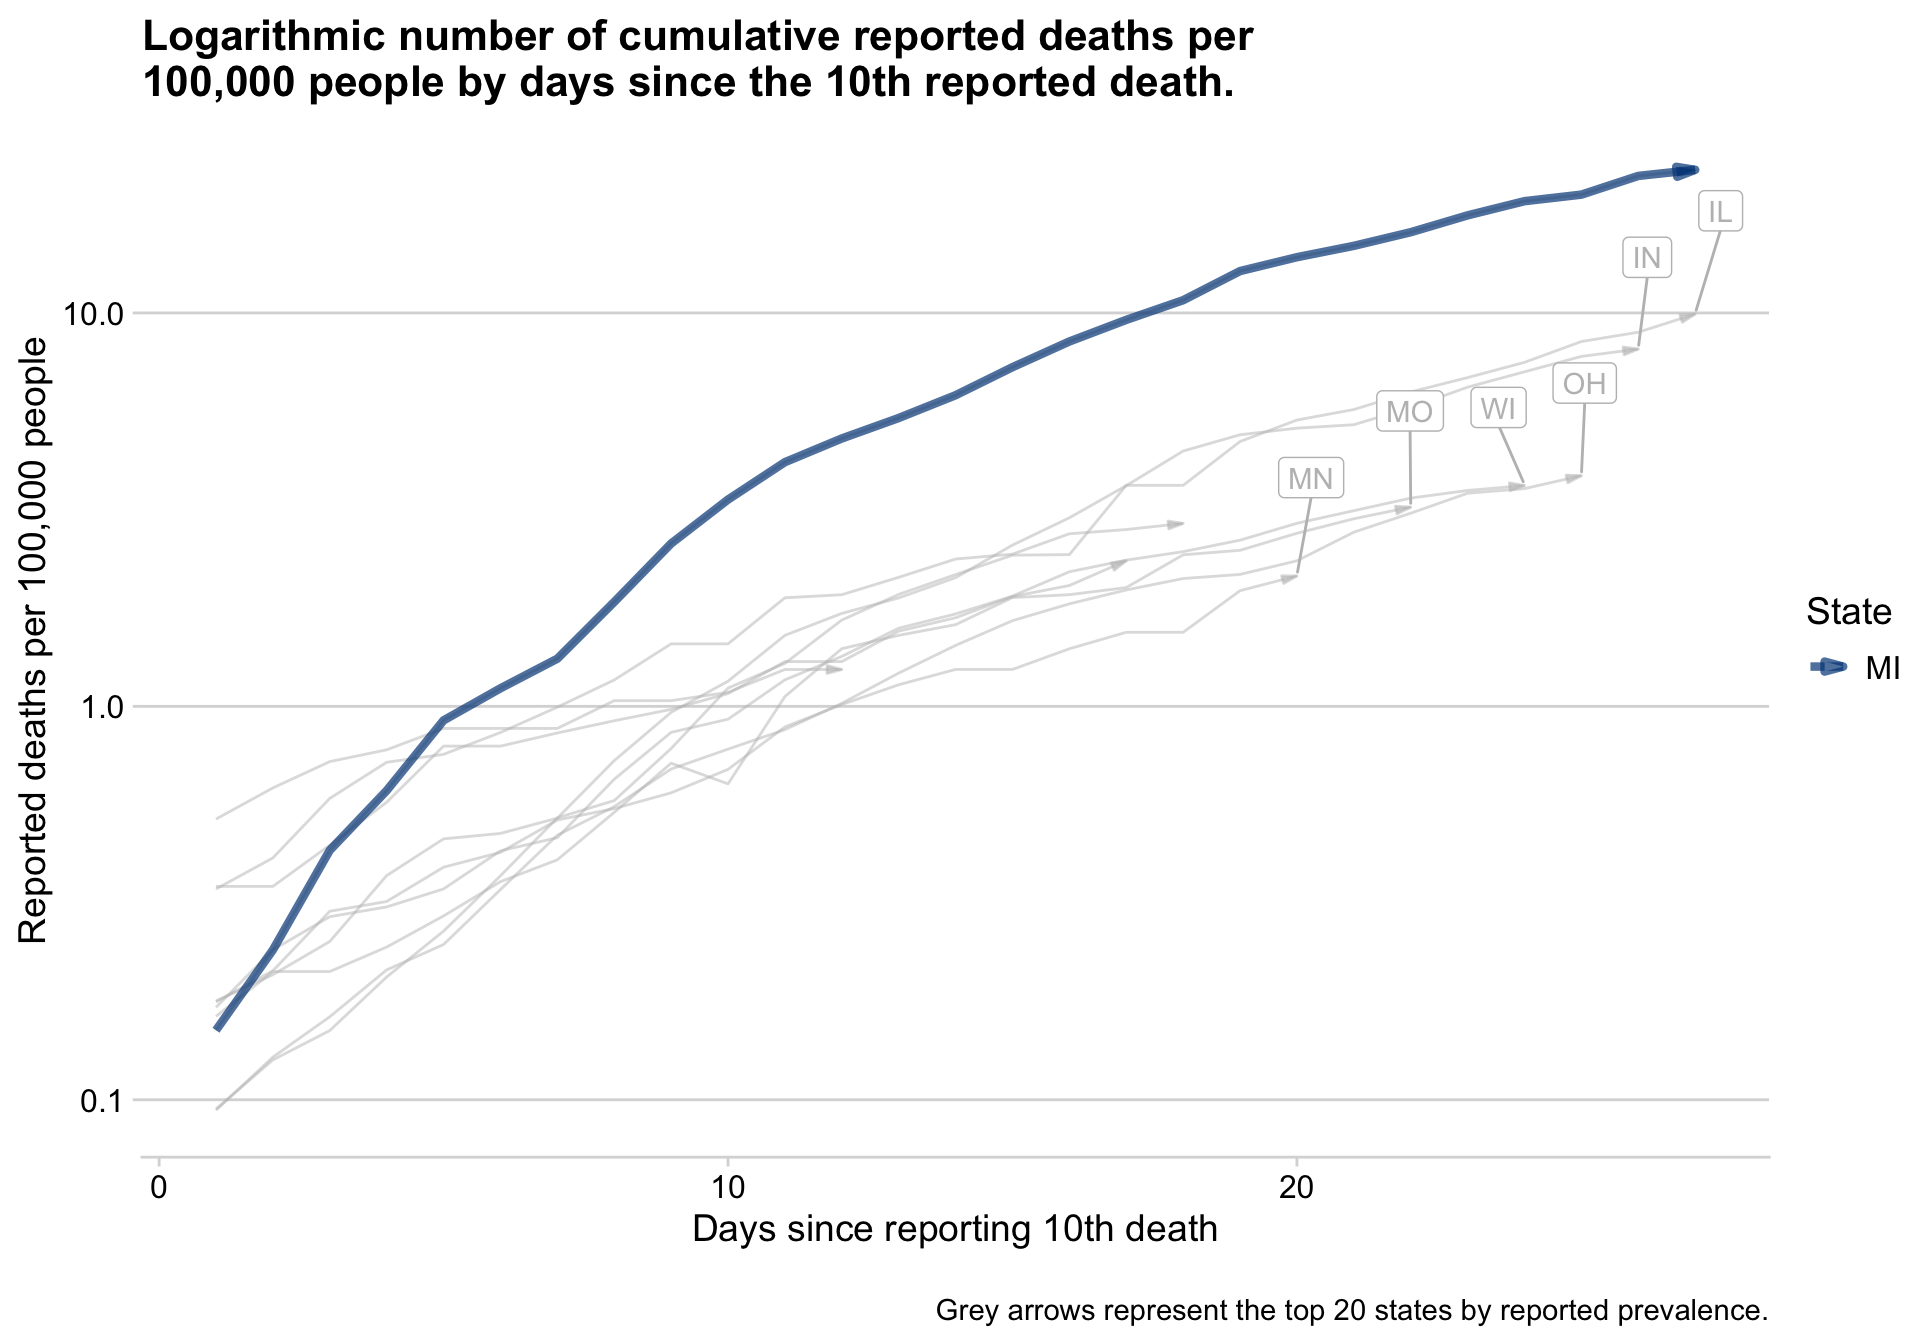 Logarithmic number of cumulative reported deaths per
100,000 people by days since the 10th reported death.
IL
IN
10.0
OH
MO
WI
MN
Reported deaths per 100,000 people
State
MI
1.0
0.1
0
10
20
Days since reporting 10th death
Grey arrows represent the top 20 states by reported prevalence.